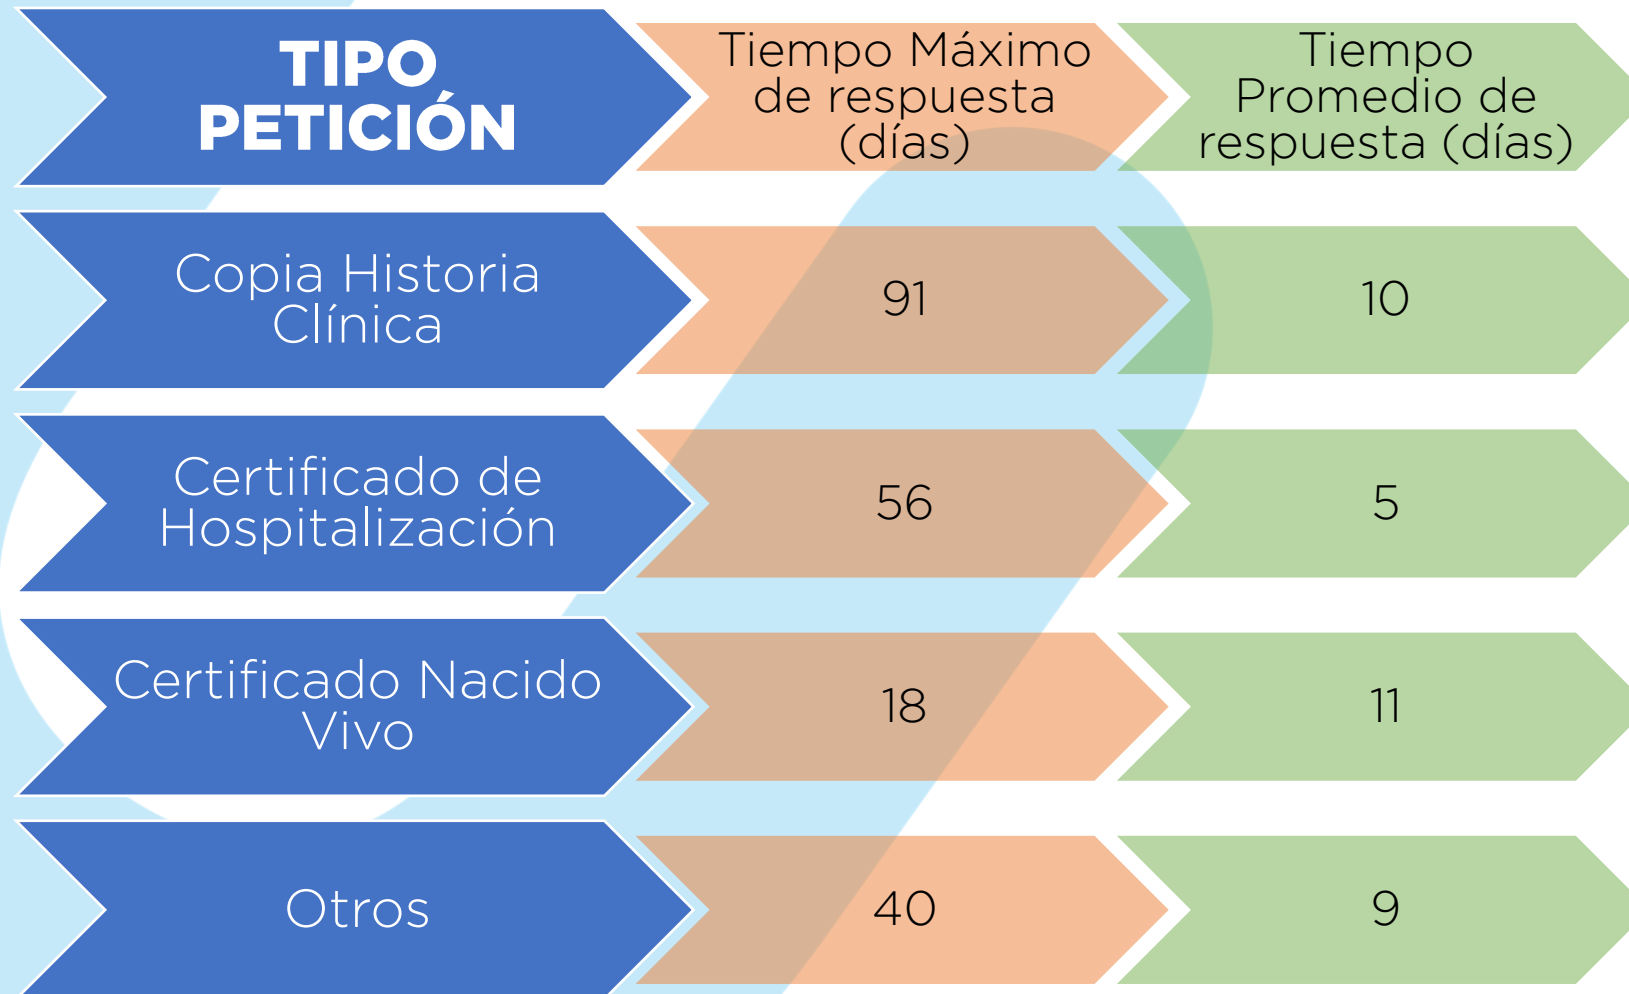 TIPO
PETICIÓN
Tiempo Máximo
de respuesta
(días)
Tiempo
Promedio de
respuesta (días)
Copia Historia
Clínica
91
10
Certificado de
Hospitalización
56
5
Certificado Nacido
Vivo
18
11
Otros
40
9